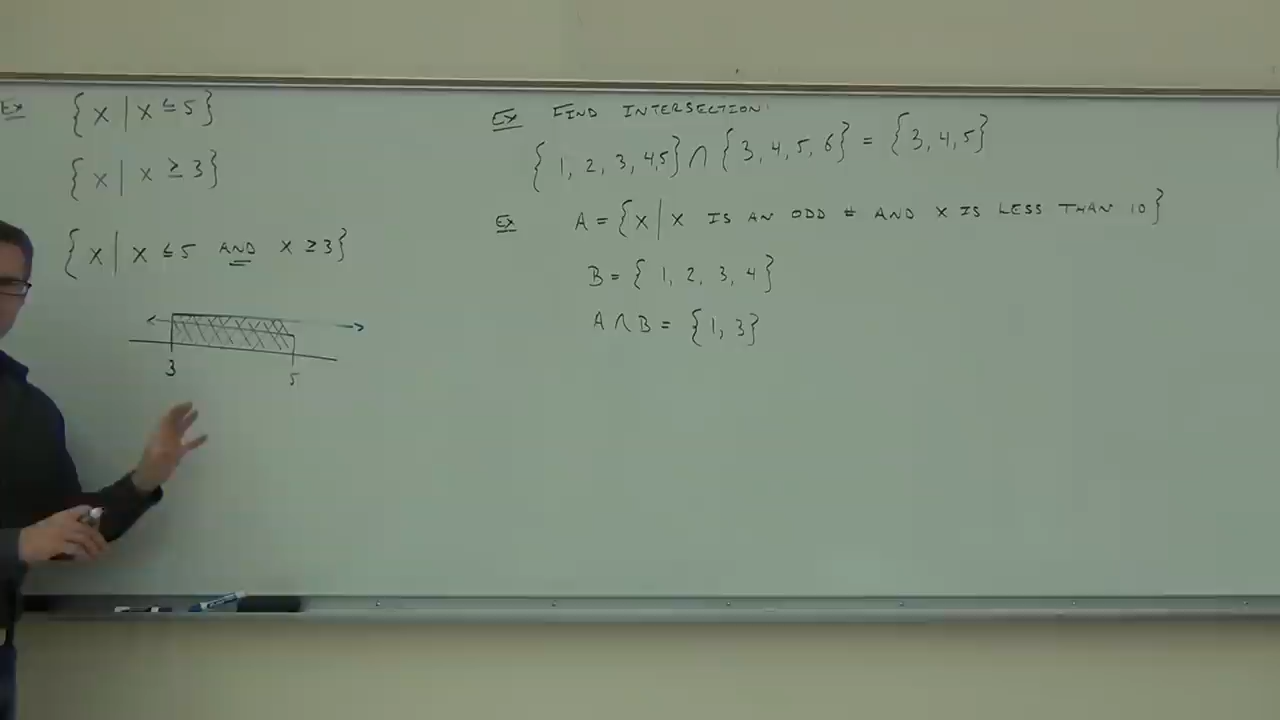 Ex {X | X ≤ 5}
{X | X ≥ 3}
{X | X ≤ 5 AND X ≥ 3}
3 5
Ex FIND INTERSECTION:
{1, 2, 3, 4,5} ∩ {3, 4, 5, 6} = {3, 4, 5}
Ex A = {X | X IS AN ODD # AND X IS LESS THAN 10}
B = {1, 2, 3, 4}
A ∩ B = {1, 3}